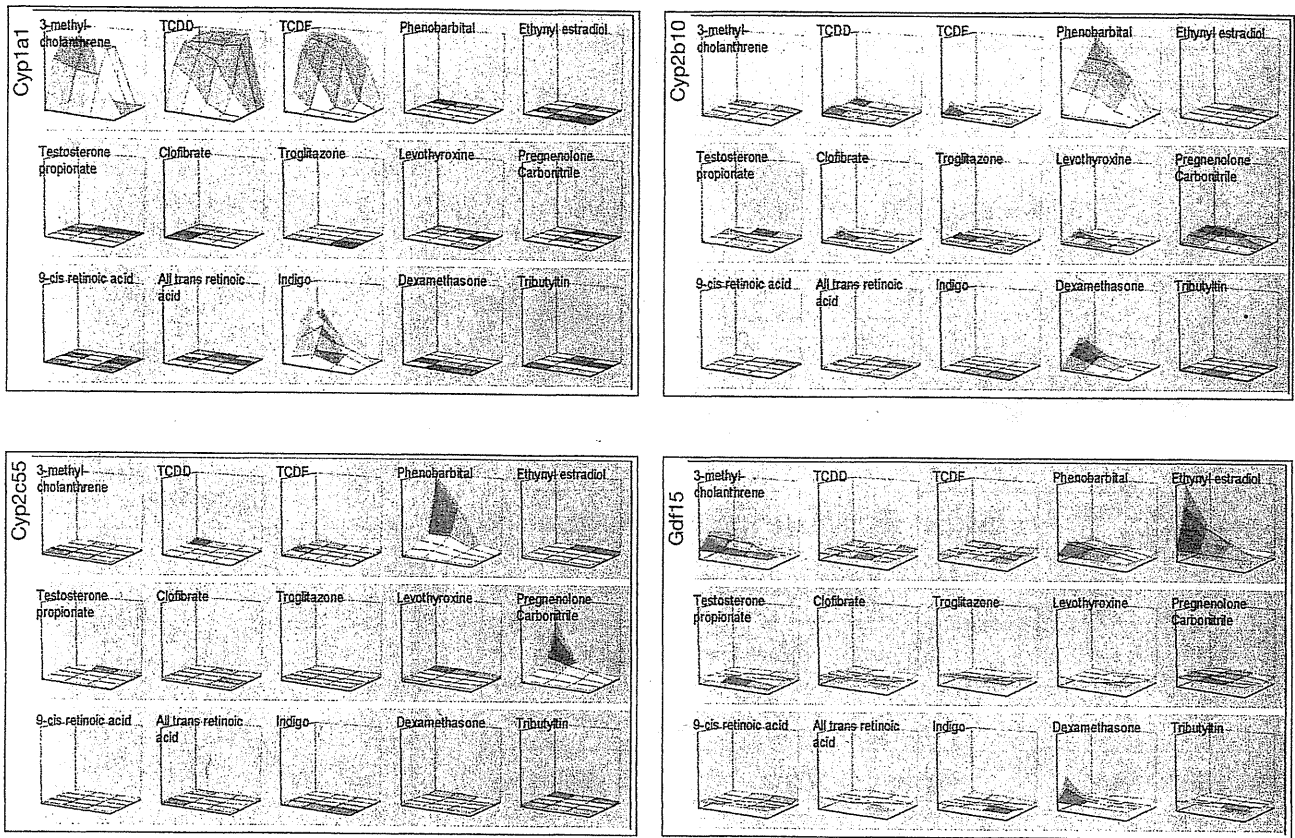 Cyp1a1
3-methyl-
cholanthrene
TCDD
TCDF
Phenobarbital
Ethynyl estradiol
Testosterone
propionate
Clofibrate
Troglitazone
Levothyroxine
Pregnenolone
Carbonitrile
9-cis retinoic acid
All trans retinoic
acid
Indigo
Dexamethasone
Tributyltin
Cyp2b10
3-methyl-
cholanthrene
TCDD
TCDF
Phenobarbital
Ethynyl estradiol
Testosterone
propionate
Clofibrate
Troglitazone
Levothyroxine
Pregnenolone
Carbonitrile
9-cis retinoic acid
All trans retinoic
acid
Indigo
Dexamethasone
Tributyltin
Cyp2c55
3-methyl-
cholanthrene
TCDD
TCDF
Phenobarbital
Ethynyl estradiol
Testosterone
propionate
Clofibrate
Troglitazone
Levothyroxine
Pregnenolone
Carbonitrile
9-cis retinoic acid
All trans retinoic
acid
Indigo
Dexamethasone
Tributyltin
Gdf15
3-methyl-
cholanthrene
TCDD
TCDF
Phenobarbital
Ethynyl estradiol
Testosterone
propionate
Clofibrate
Troglitazone
Levothyroxine
Pregnenolone
Carbonitrile
9-cis retinoic acid
All trans retinoic
acid
Indigo
Dexamethasone
Tributyltin